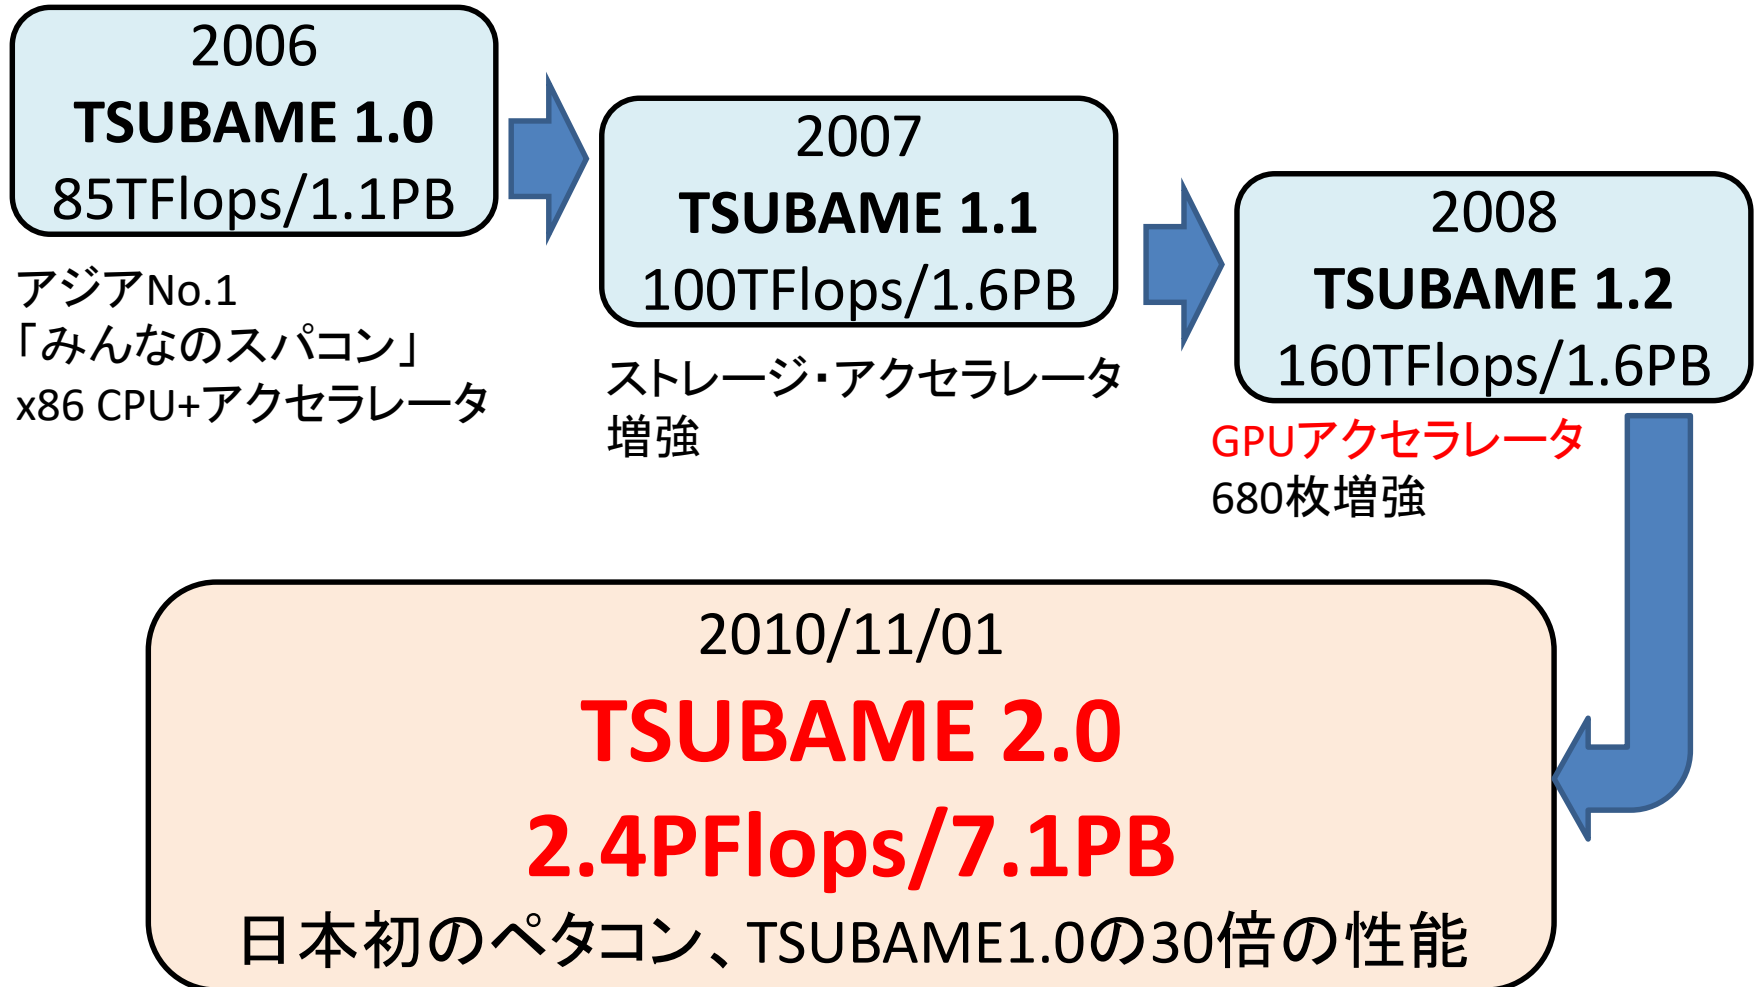 2006
TSUBAME 1.0
85TFlops/1.1PB
アジアNo.1
「みんなのスパコン」
x86 CPU+アクセラレータ
2007
TSUBAME 1.1
100TFlops/1.6PB
ストレージ・アクセラレータ
増強
2008
TSUBAME 1.2
160TFlops/1.6PB
GPUアクセラレータ
680枚増強
2010/11/01
TSUBAME 2.0
2.4PFlops/7.1PB
日本初のペタコン、TSUBAME1.0の30倍の性能